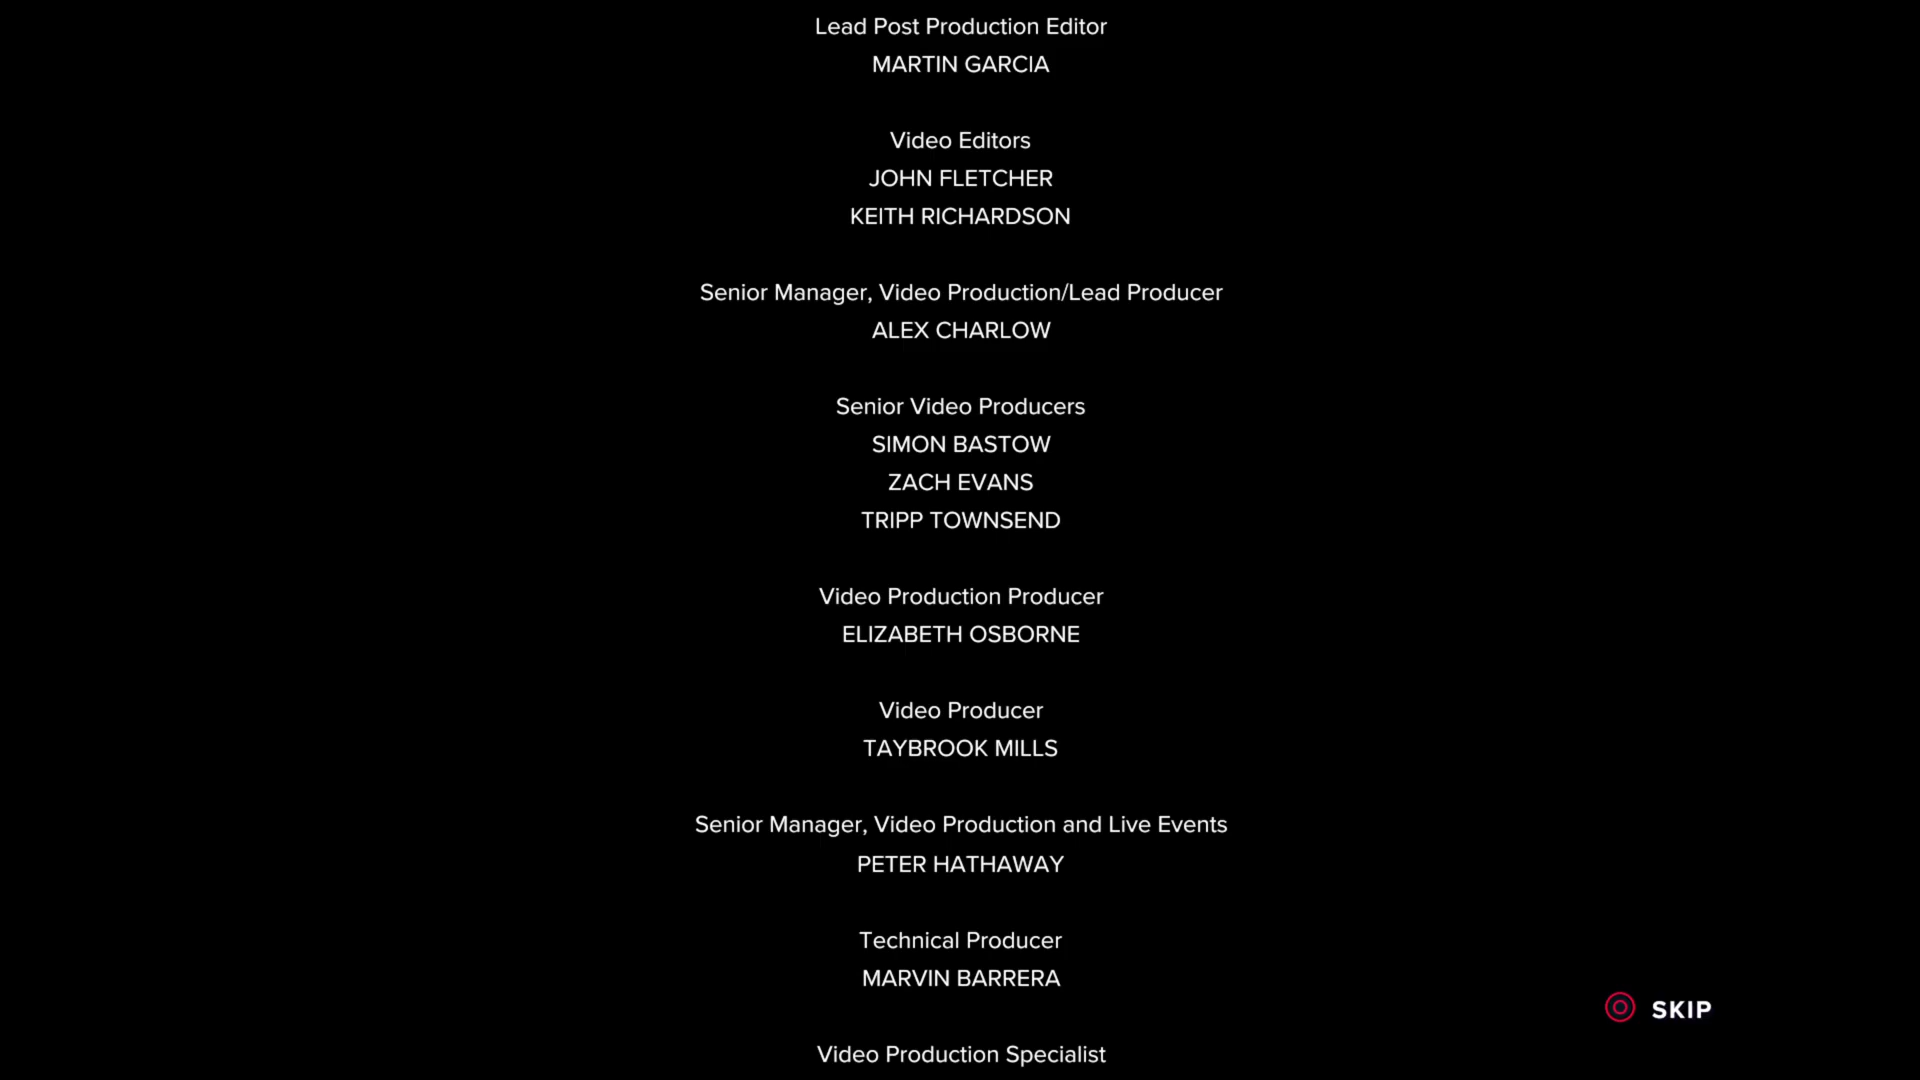 Lead Post Production Editor
MARTIN GARCIA
Video Editors
JOHN FLETCHER
KEITH RICHARDSON
Senior Manager, Video Production/Lead Producer
ALEX CHARLOW
Senior Video Producers
SIMON BASTOW
ZACH EVANS
TRIPP TOWNSEND
Video Production Producer
ELIZABETH OSBORNE
Video Producer
TAYBROOK MILLS
Senior Manager, Video Production and Live Events
PETER HATHAWAY
Technical Producer
MARVIN BARRERA
SKIP
Video Production Specialist